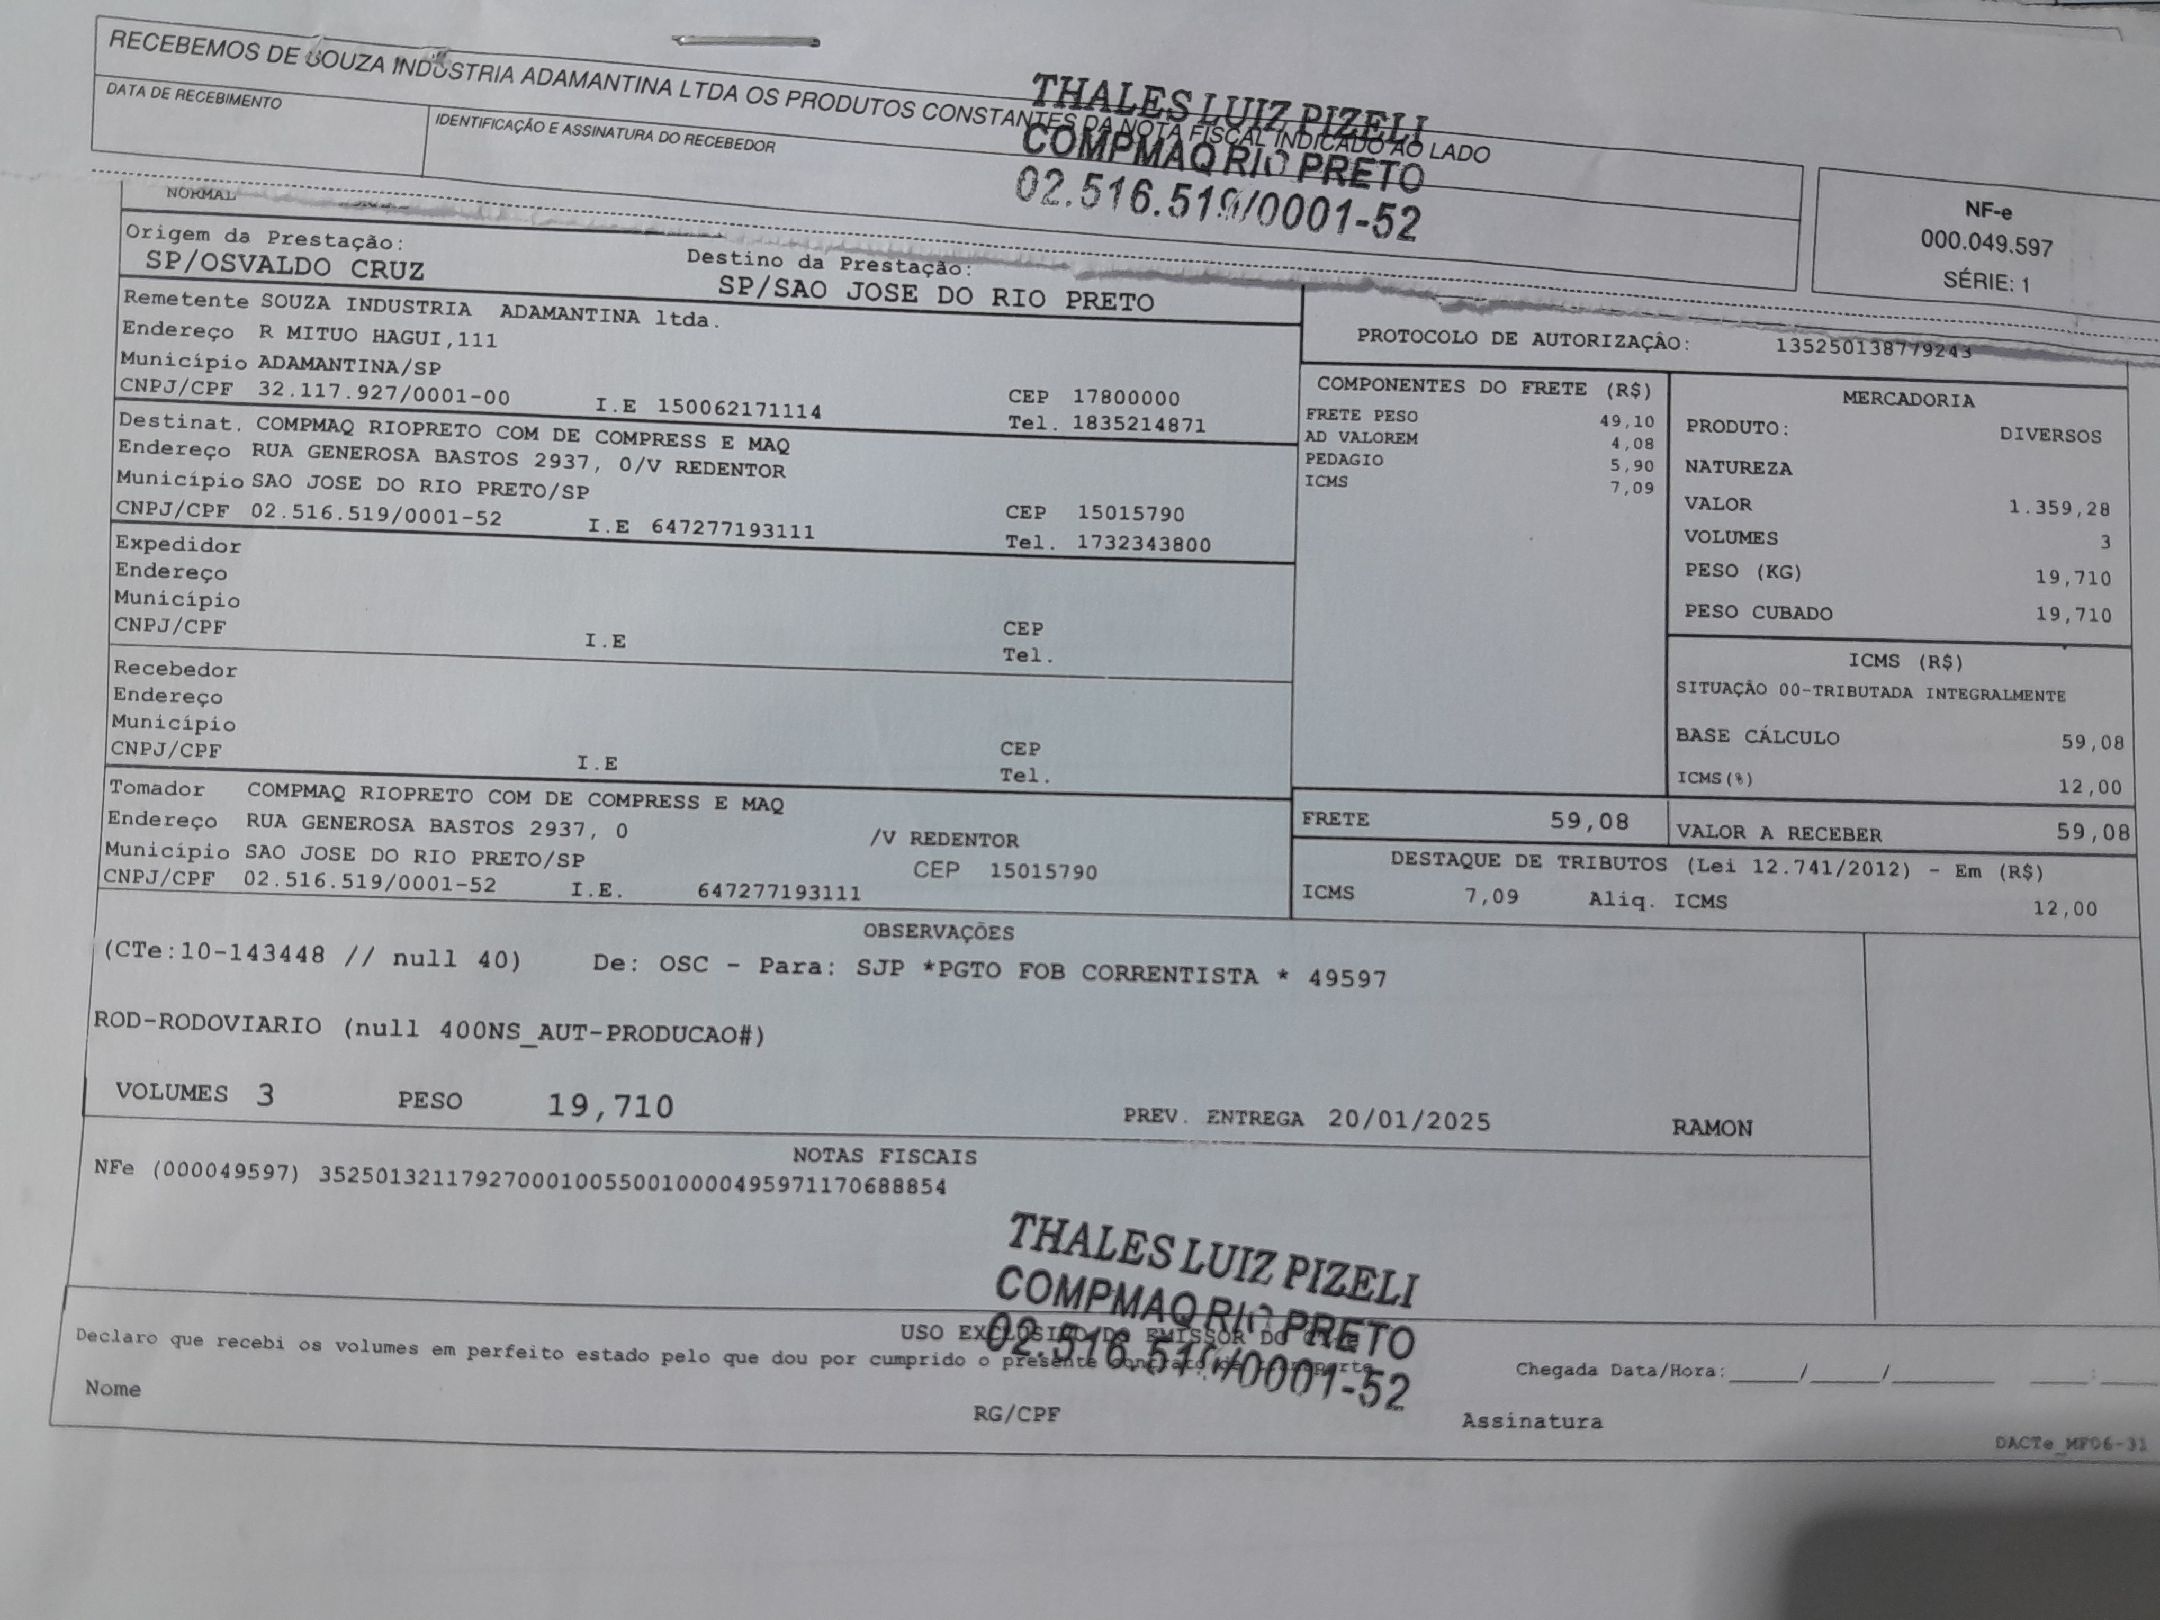 RECEBEMOS DE SOUZA INDÚSTRIA ADAMANTINA LTDA OS PRODUTOS CONSTANTES DA NOTA FISCAL INDICADO AO LADO
DATA DE RECEBIMENTO
IDENTIFICAÇÃO E ASSINATURA DO RECEBEDOR
THALES LUIZ PIZELI
COMPMAQ RIO PRETO
02.516.519/0001-52
NF-e
000.049.597
SÉRIE: 1
NORMAL
Origem da Prestação:
SP/OSVALDO CRUZ
Destino da Prestação:
SP/SAO JOSE DO RIO PRETO
PROTOCOLO DE AUTORIZAÇÃO: 135250138779243
Remetente SOUZA INDUSTRIA ADAMANTINA ltda.
Endereço R MITUO HAGUI,111
Município ADAMANTINA/SP CEP 17800000
CNPJ/CPF 32.117.927/0001-00 I.E 150062171114 Tel. 1835214871
Destinat. COMPMAQ RIOPRETO COM DE COMPRESS E MAQ
Endereço RUA GENEROSA BASTOS 2937, 0/V REDENTOR
Município SAO JOSE DO RIO PRETO/SP CEP 15015790
CNPJ/CPF 02.516.519/0001-52 I.E 647277193111 Tel. 1732343800
Expedidor
Endereço
Município CEP
CNPJ/CPF I.E Tel.
Recebedor
Endereço
Município CEP
CNPJ/CPF I.E Tel.
Tomador COMPMAQ RIOPRETO COM DE COMPRESS E MAQ
Endereço RUA GENEROSA BASTOS 2937, 0 /V REDENTOR
Município SAO JOSE DO RIO PRETO/SP CEP 15015790
CNPJ/CPF 02.516.519/0001-52 I.E. 647277193111
COMPONENTES DO FRETE (R$)
FRETE PESO 49,10
AD VALOREM 4,08
PEDAGIO 5,90
ICMS 7,09
FRETE 59,08
MERCADORIA
PRODUTO: DIVERSOS
NATUREZA
VALOR 1.359,28
VOLUMES 3
PESO (KG) 19,710
PESO CUBADO 19,710
ICMS (R$)
SITUAÇÃO 00-TRIBUTADA INTEGRALMENTE
BASE CÁLCULO 59,08
ICMS(%) 12,00
VALOR A RECEBER 59,08
DESTAQUE DE TRIBUTOS (Lei 12.741/2012) - Em (R$)
ICMS 7,09 Aliq. ICMS 12,00
OBSERVAÇÕES
(CTe:10-143448 // null 40) De: OSC - Para: SJP *PGTO FOB CORRENTISTA * 49597
ROD-RODOVIARIO (null 400NS_AUT-PRODUCAO#)
VOLUMES 3 PESO 19,710 PREV. ENTREGA 20/01/2025 RAMON
NOTAS FISCAIS
NFe (000049597) 35250132117927000100550010000495971170688854
THALES LUIZ PIZELI
COMPMAQ RIO PRETO
02.516.519/0001-52
USO EXCLUSIVO DO EMISSOR DO
Declaro que recebi os volumes em perfeito estado pelo que dou por cumprido o presente contrato de transporte
Chegada Data/Hora: / / :
Nome
RG/CPF
Assinatura
DACTe_MF06-31